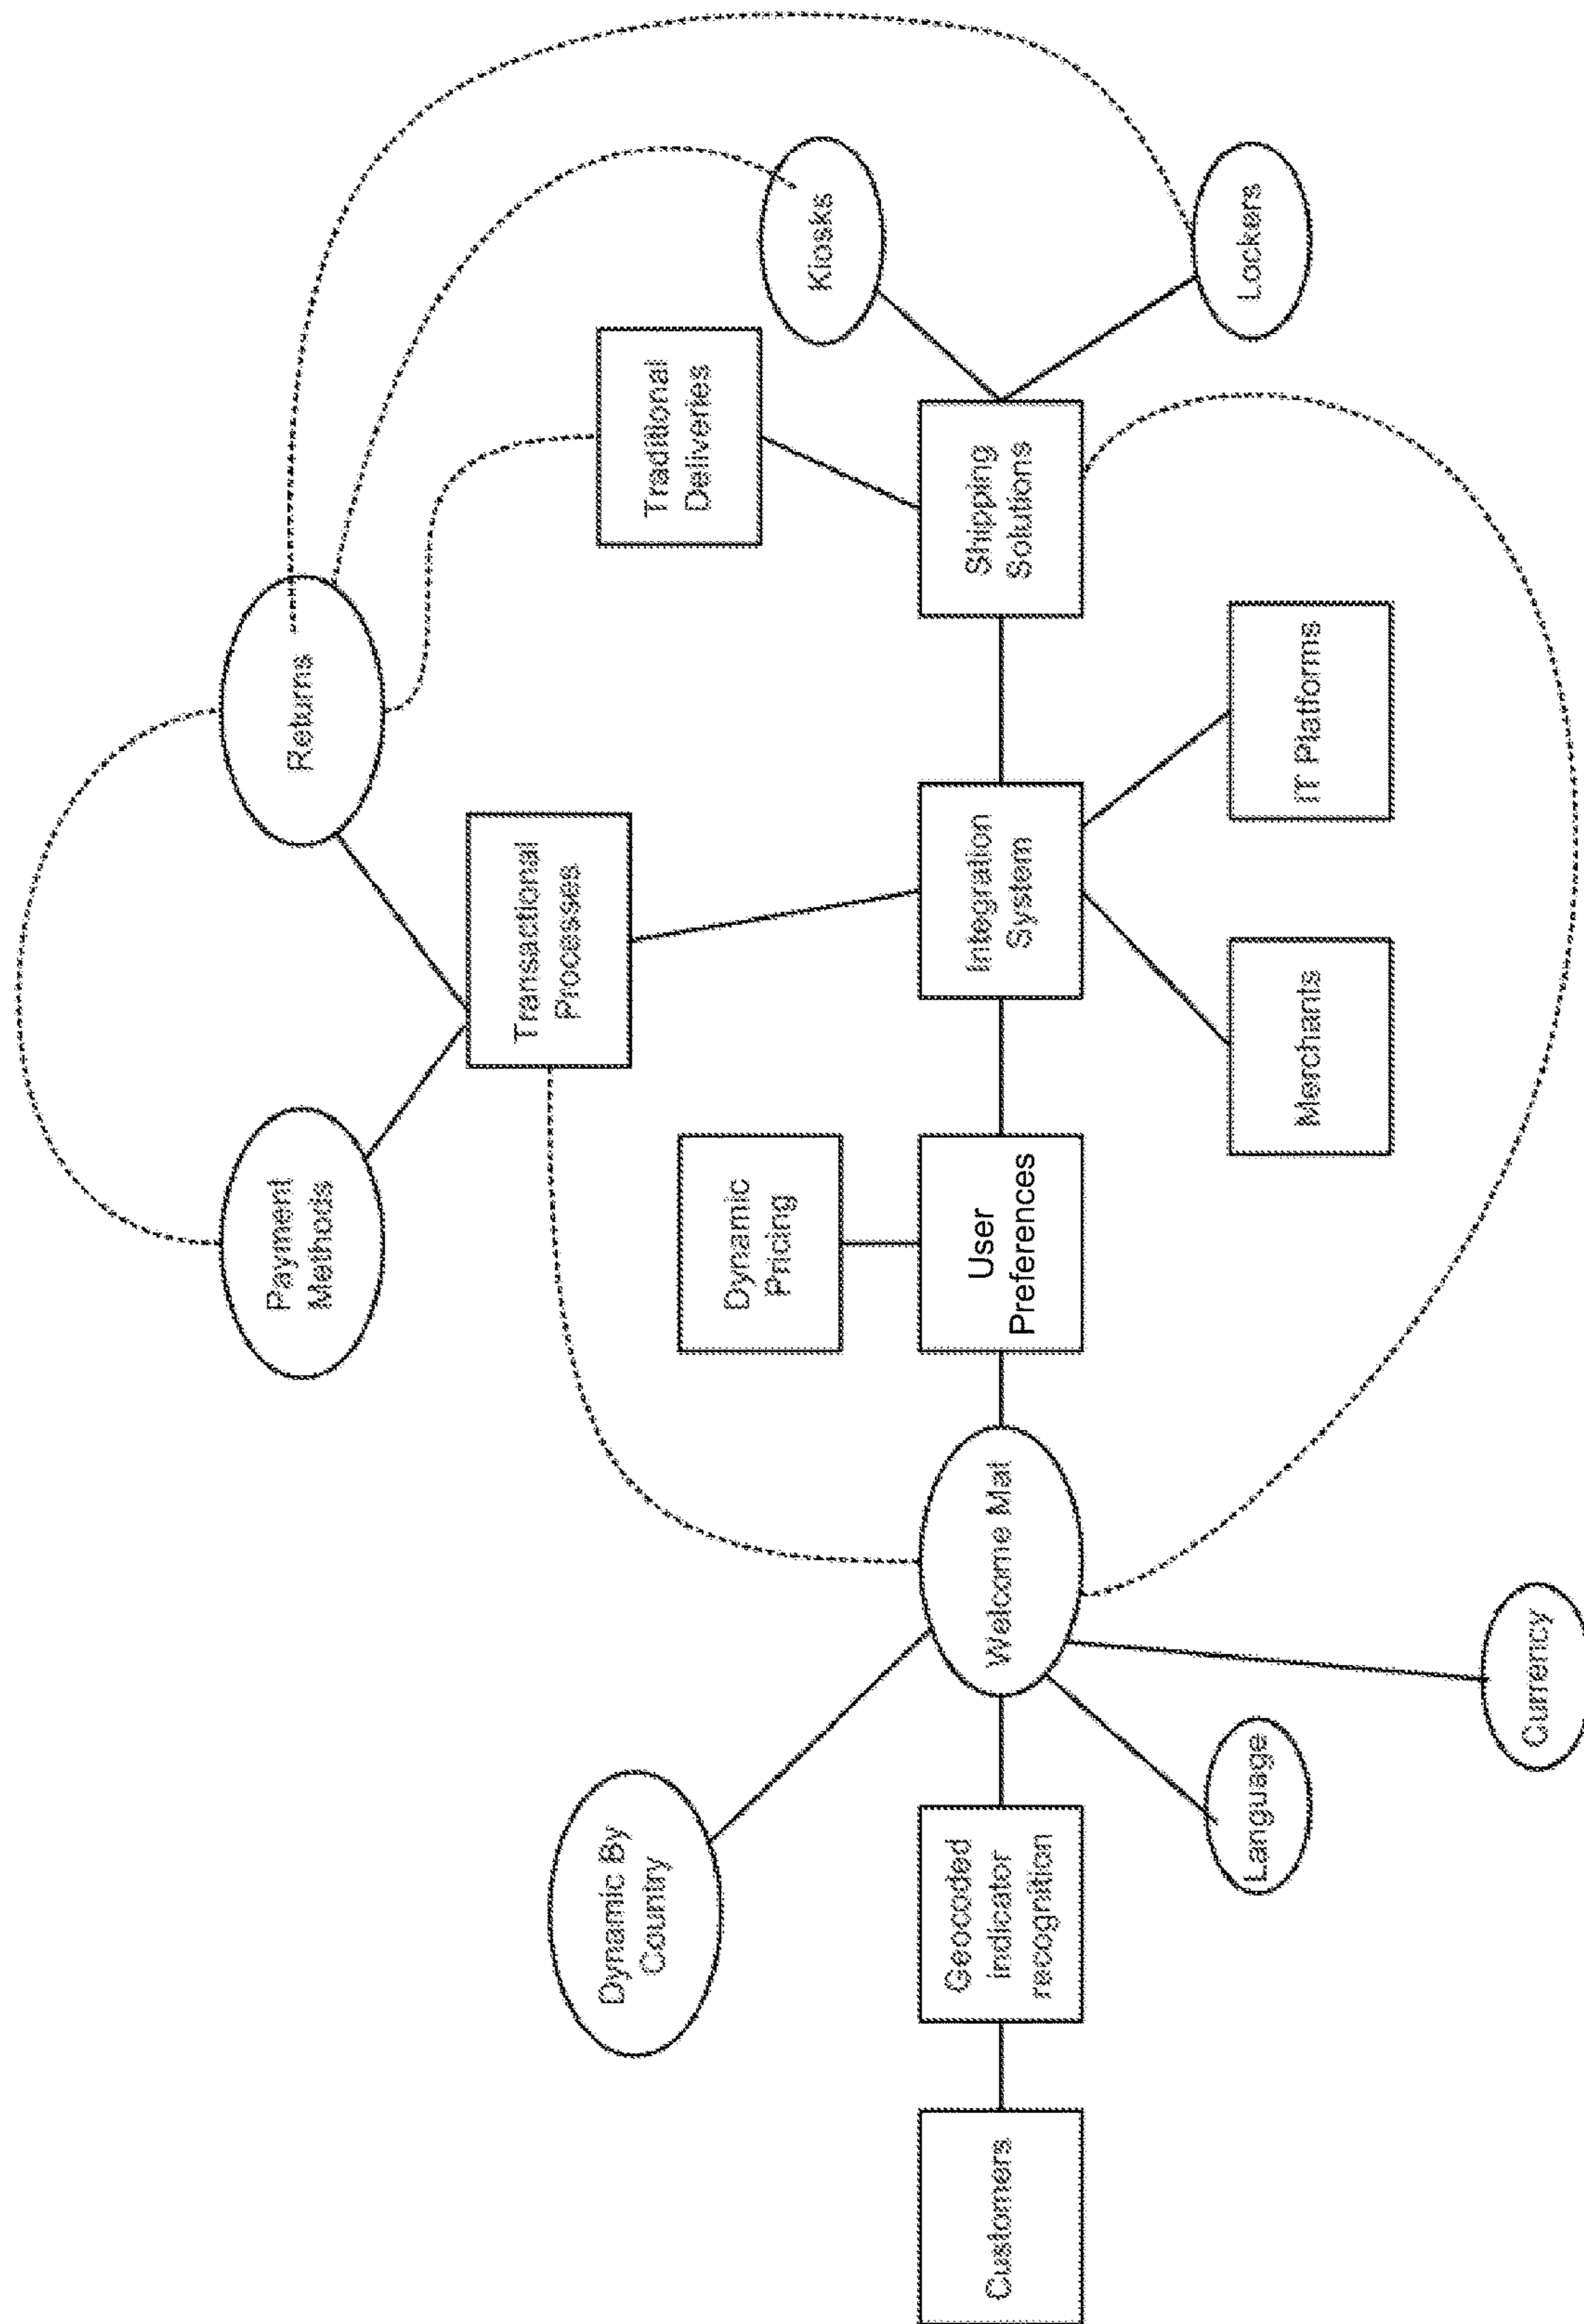 Payment
Methods
Returns
Transactional
Processes
Dynamic By
Country
Dynamic
Pricing
Traditional
Deliveries
Kiosks
Customers
Geocoded
indicator
recognition
Welcome Mat
User
Preferences
Integration
System
Shipping
Solutions
Language
Currency
Merchants
IT Platforms
Lockers